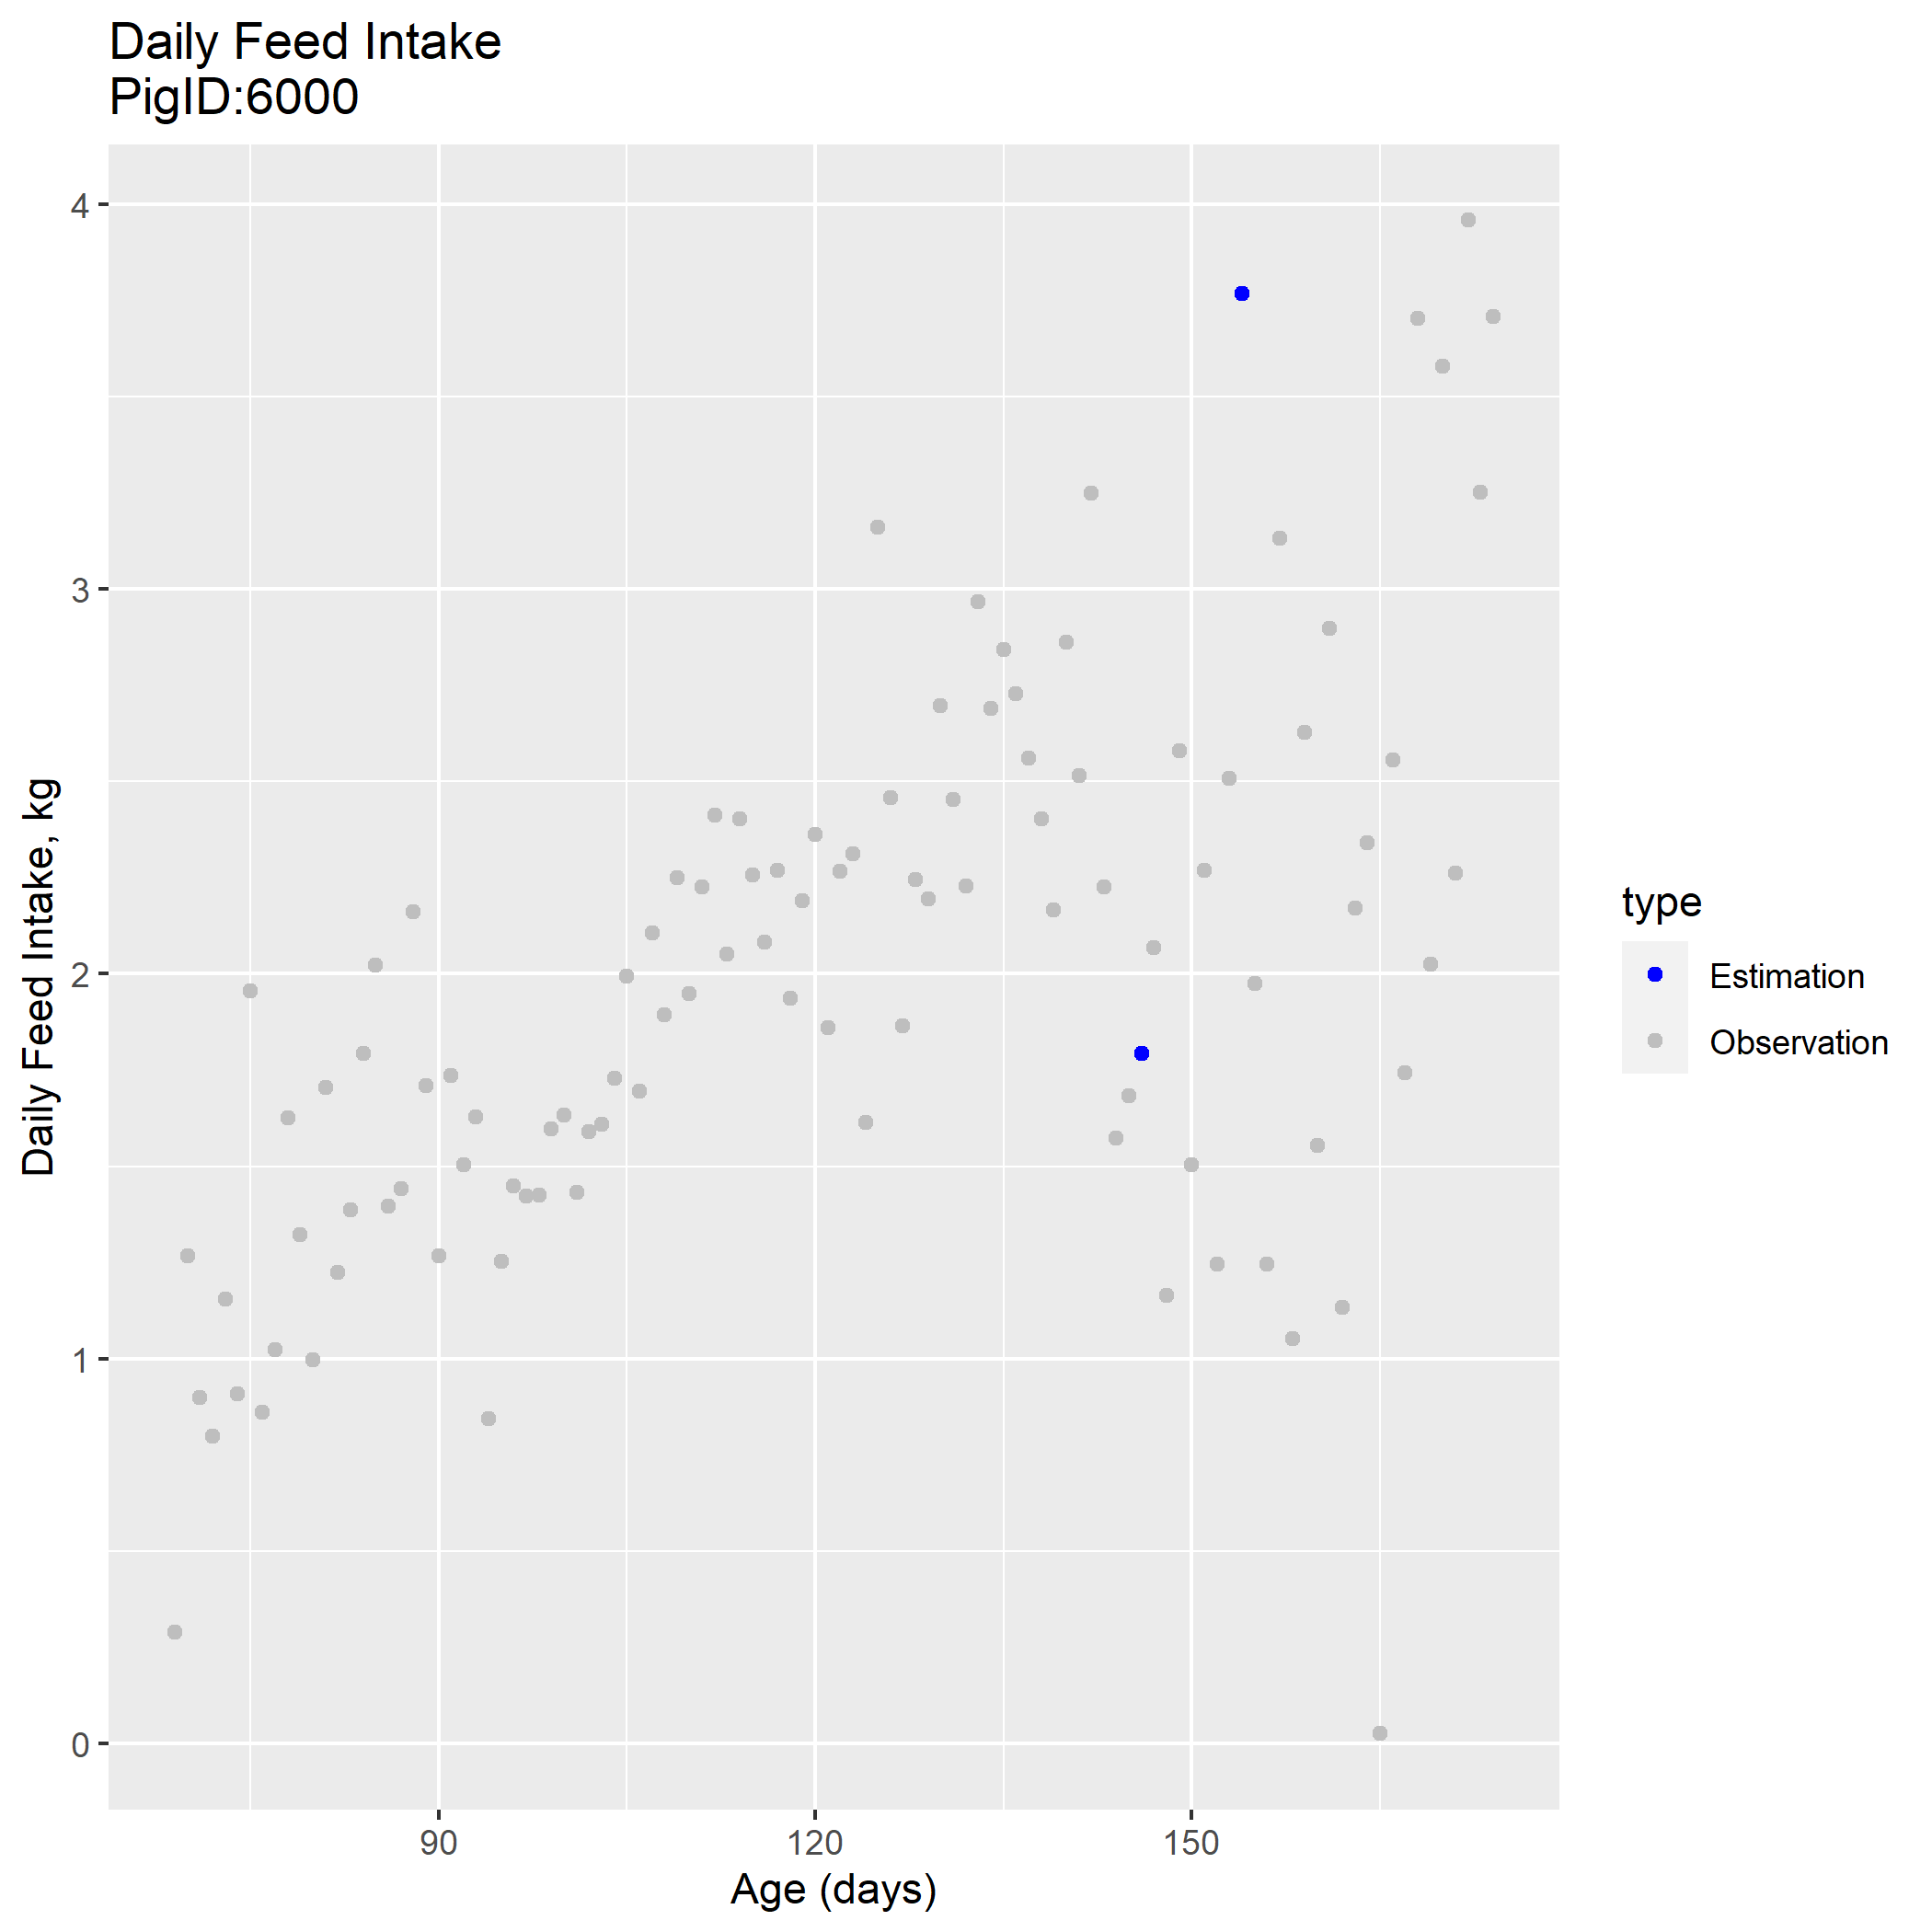 Daily Feed Intake
PigID:6000
Daily Feed Intake, kg
4
3
2
1
0
90
120
150
Age (days)
type
Estimation
Observation